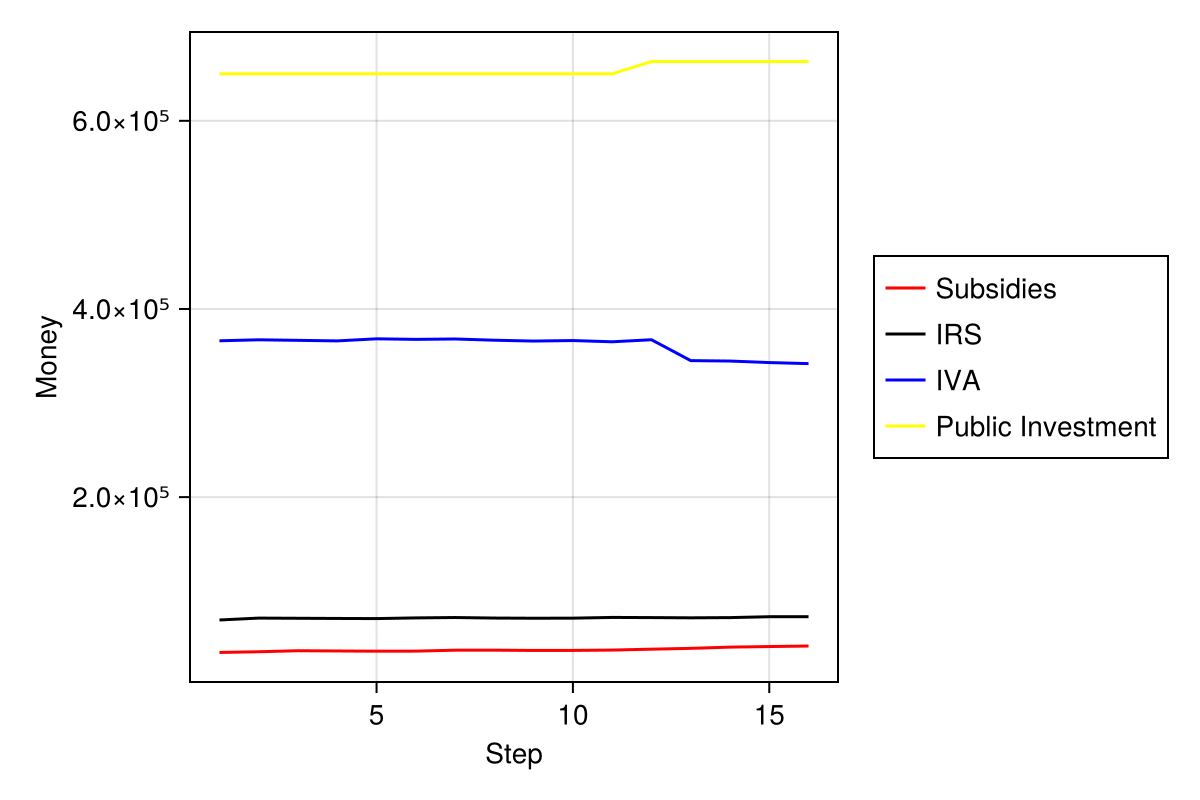 6.0×10⁵
4.0×10⁵
2.0×10⁵
Money
5 10 15
Step
Subsidies
IRS
IVA
Public Investment